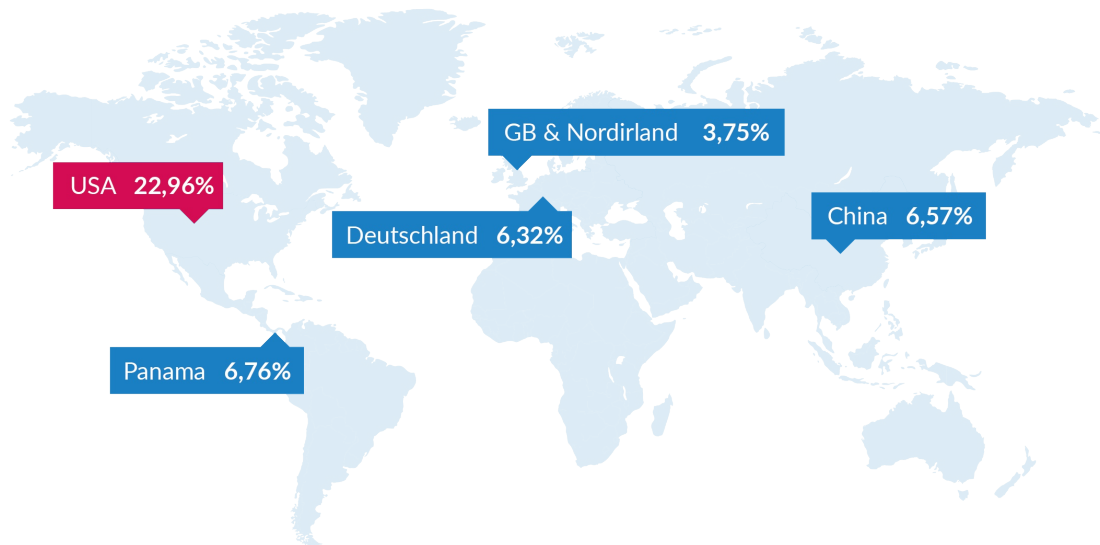 GB & Nordirland 3,75%
USA 22,96%
China 6,57%
Deutschland 6,32%
Panama 6,76%